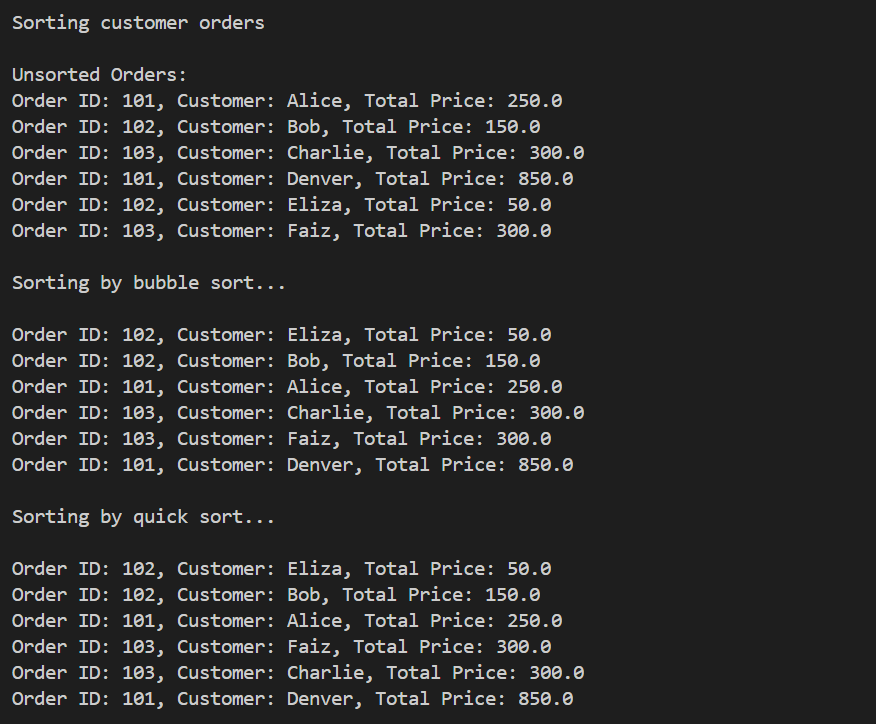 Sorting customer orders
Unsorted Orders:
Order ID: 101, Customer: Alice, Total Price: 250.0
Order ID: 102, Customer: Bob, Total Price: 150.0
Order ID: 103, Customer: Charlie, Total Price: 300.0
Order ID: 101, Customer: Denver, Total Price: 850.0
Order ID: 102, Customer: Eliza, Total Price: 50.0
Order ID: 103, Customer: Faiz, Total Price: 300.0
Sorting by bubble sort...
Order ID: 102, Customer: Eliza, Total Price: 50.0
Order ID: 102, Customer: Bob, Total Price: 150.0
Order ID: 101, Customer: Alice, Total Price: 250.0
Order ID: 103, Customer: Charlie, Total Price: 300.0
Order ID: 103, Customer: Faiz, Total Price: 300.0
Order ID: 101, Customer: Denver, Total Price: 850.0
Sorting by quick sort...
Order ID: 102, Customer: Eliza, Total Price: 50.0
Order ID: 102, Customer: Bob, Total Price: 150.0
Order ID: 101, Customer: Alice, Total Price: 250.0
Order ID: 103, Customer: Faiz, Total Price: 300.0
Order ID: 103, Customer: Charlie, Total Price: 300.0
Order ID: 101, Customer: Denver, Total Price: 850.0